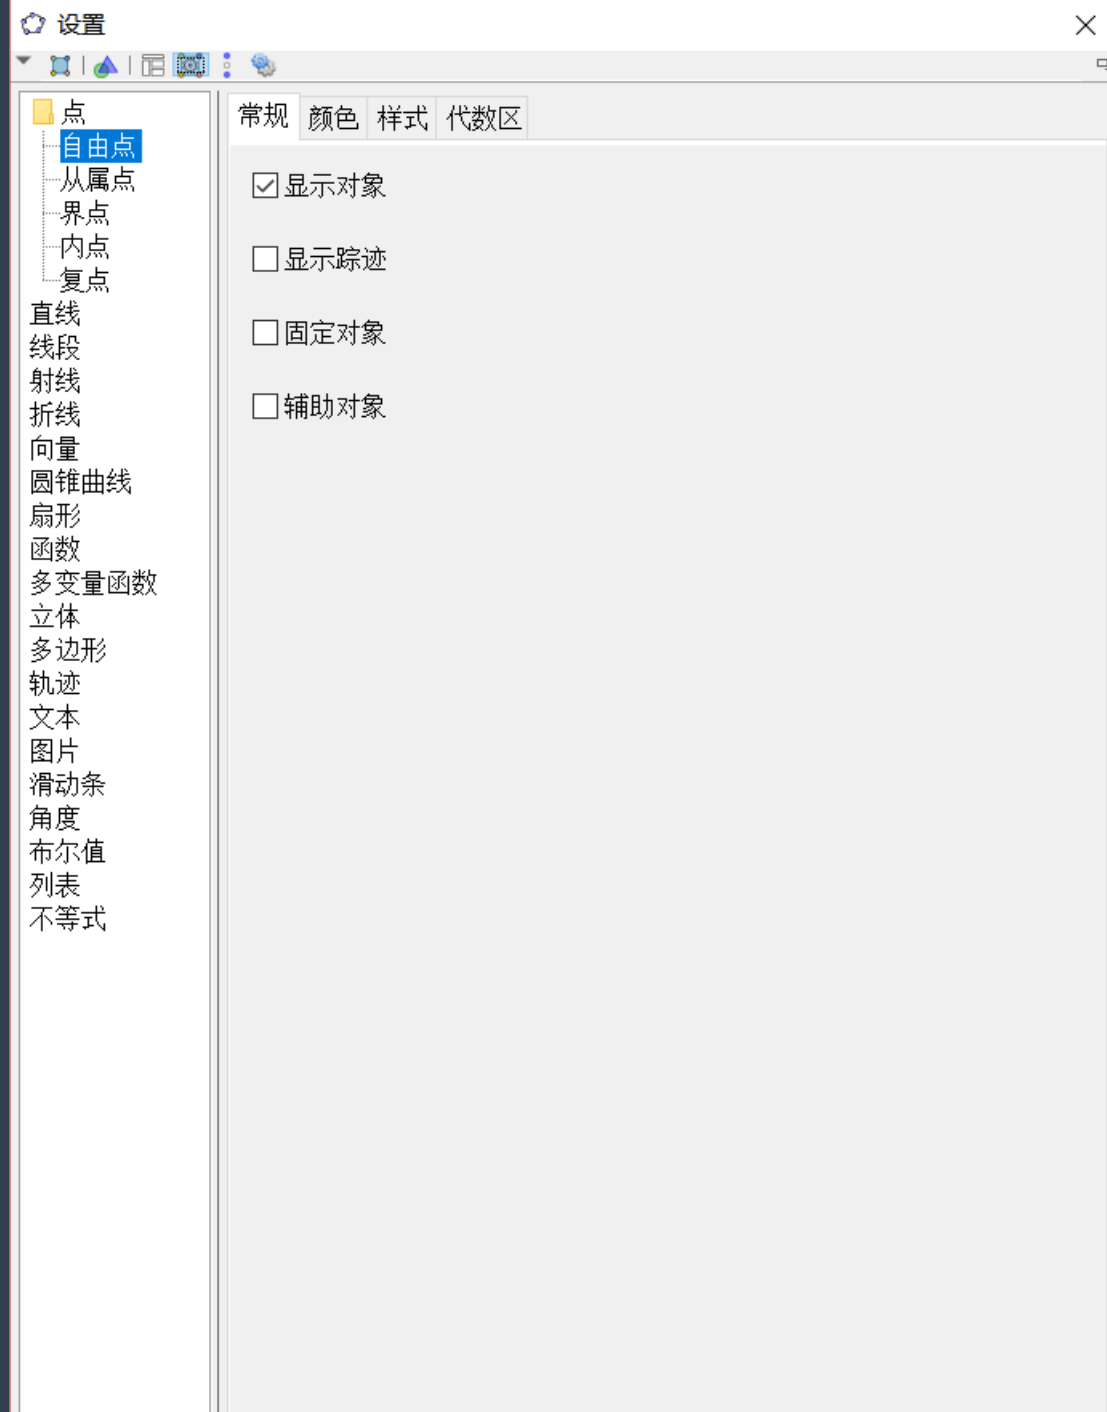 设置
点
自由点
从属点
界点
内点
复点
直线
线段
射线
折线
向量
圆锥曲线
扇形
函数
多变量函数
立体
多边形
轨迹
文本
图片
滑动条
角度
布尔值
列表
不等式
常规 颜色 样式 代数区
显示对象
显示踪迹
固定对象
辅助对象